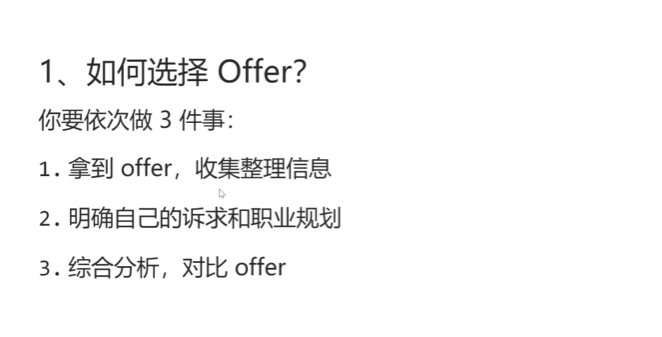 1、如何选择 Offer？
你要依次做 3 件事：
1. 拿到 offer，收集整理信息
2. 明确自己的诉求和职业规划
3. 综合分析，对比 offer